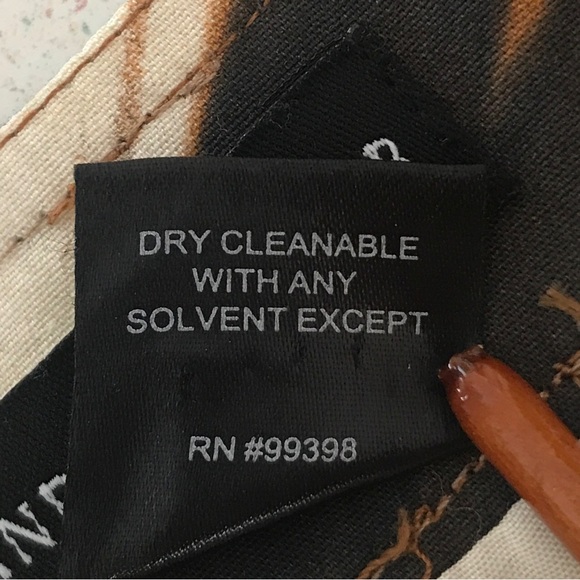 DRY CLEANABLE
WITH ANY
SOLVENT EXCEPT
RN #99398